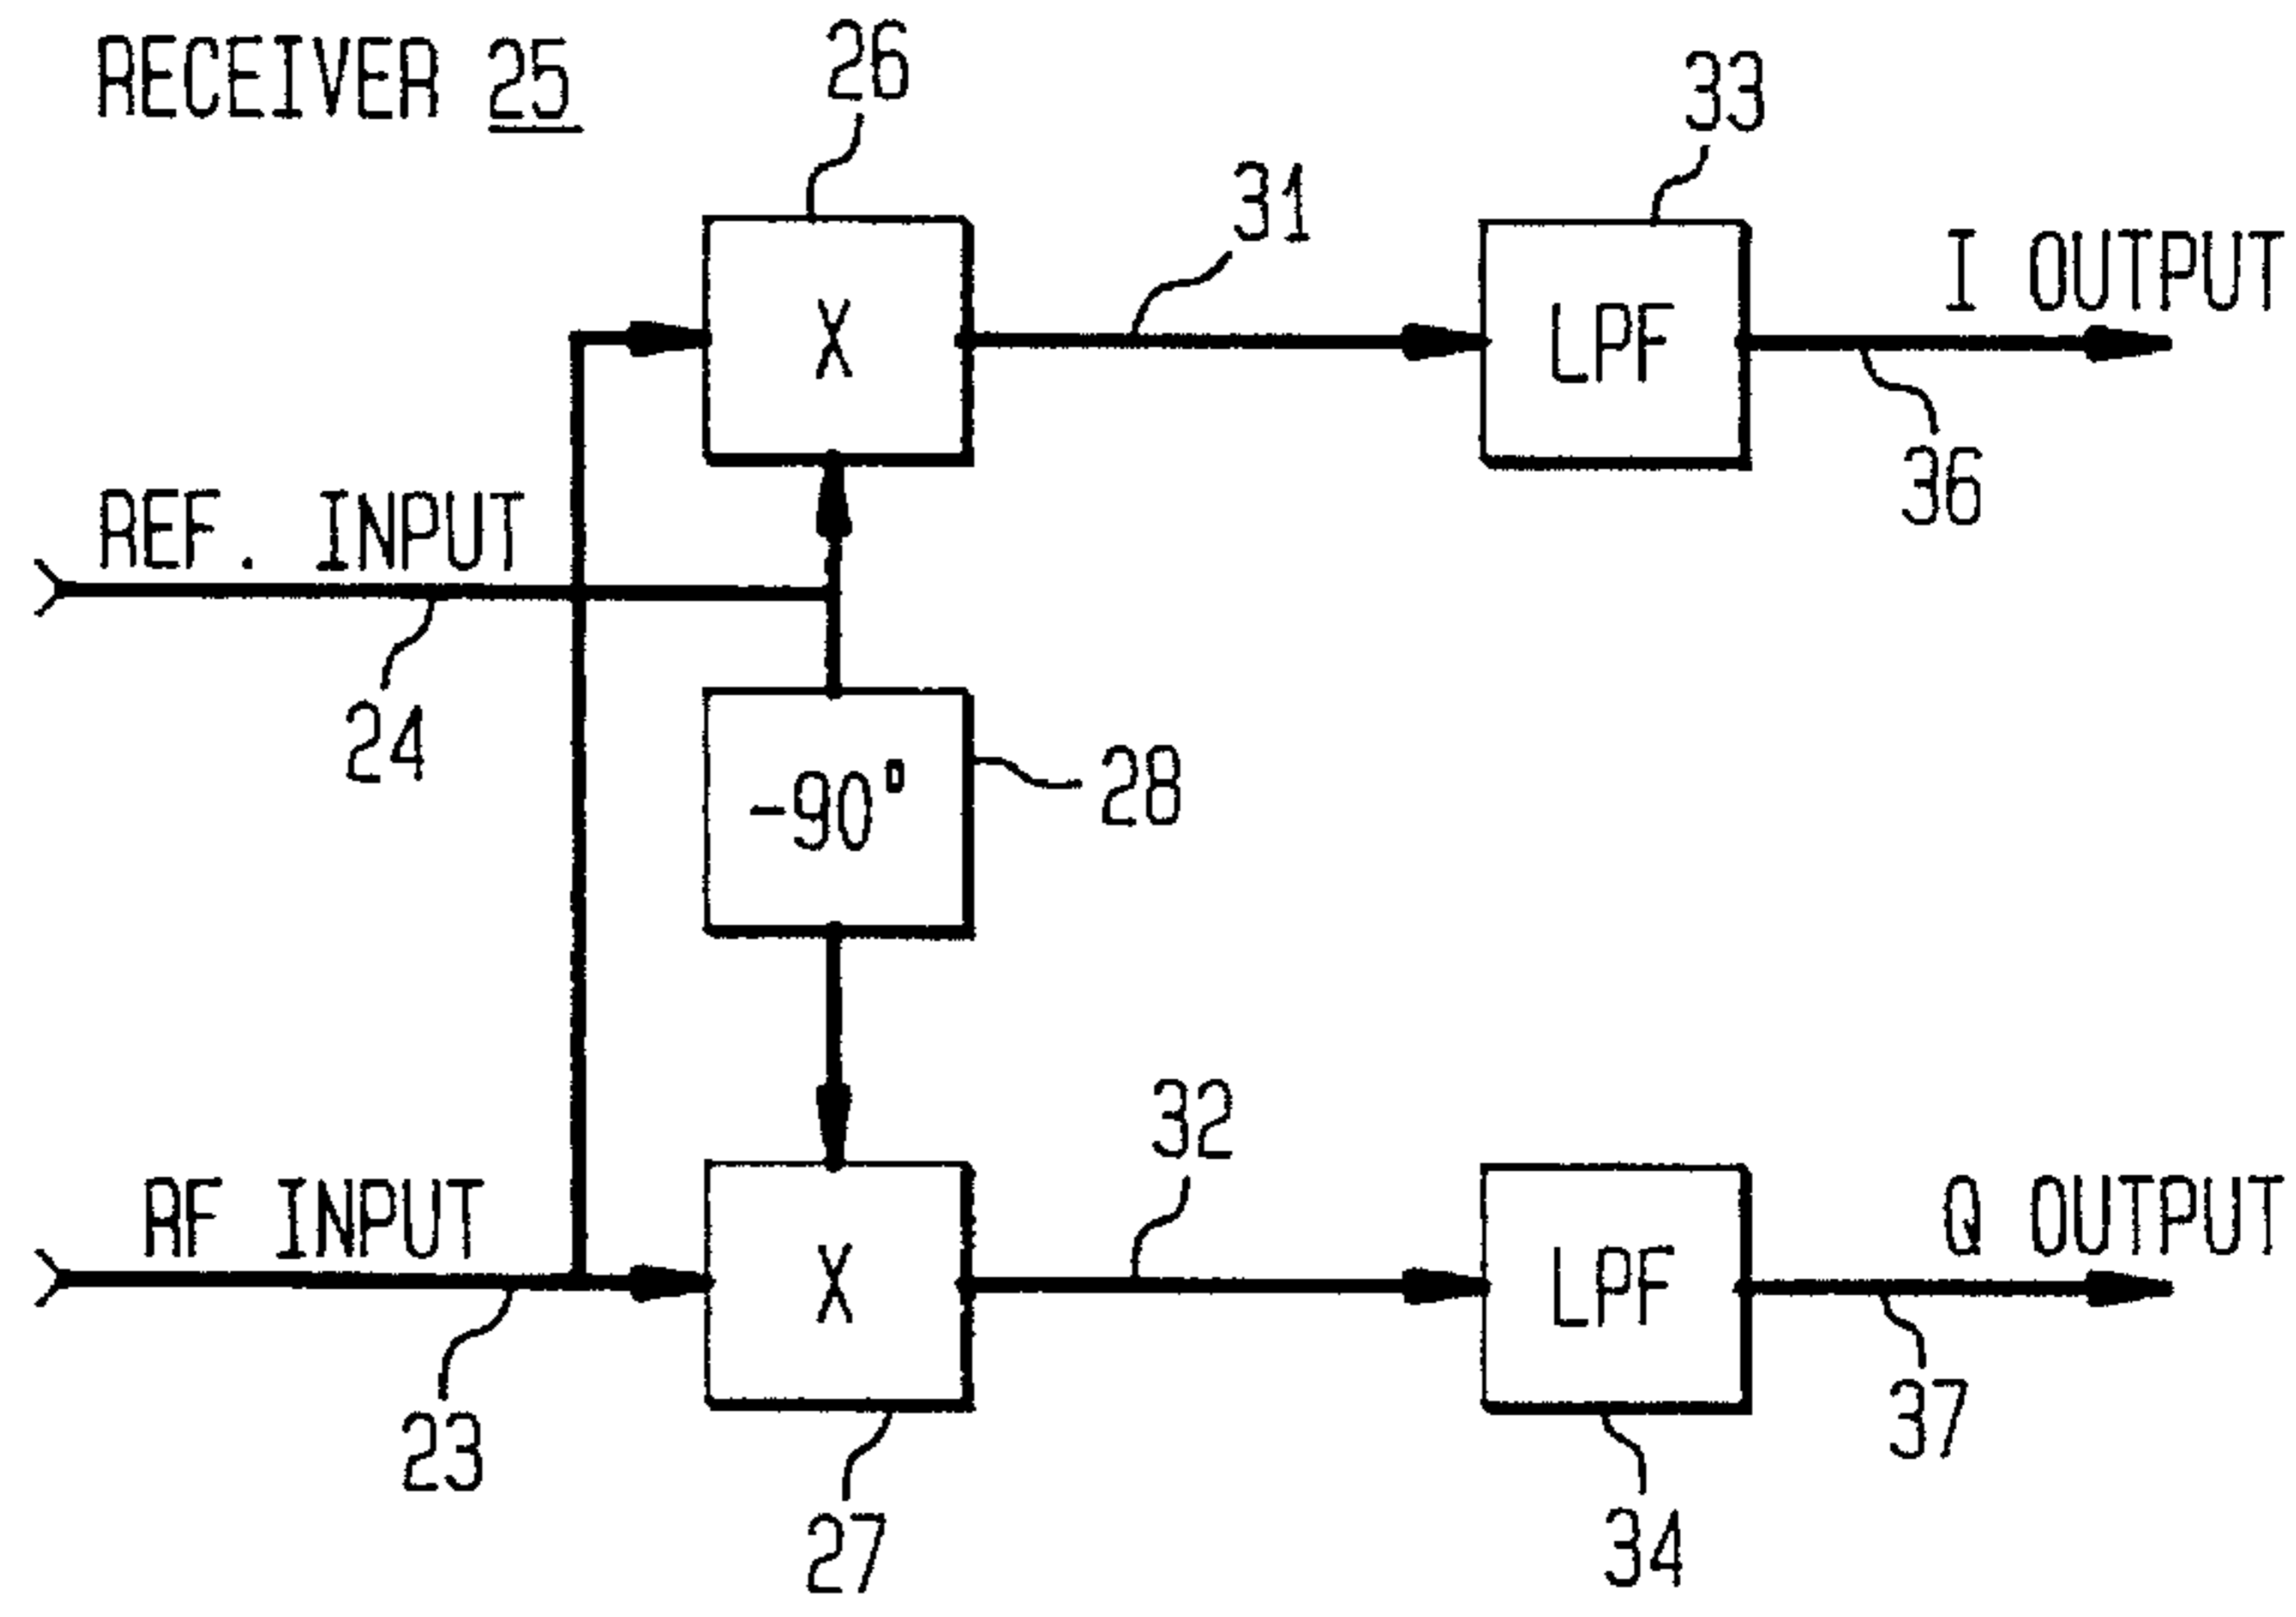 RECEIVER 25
26
33
31
I OUTPUT
X
LPF
36
REF. INPUT
24
-90°
28
32
RF INPUT
Q OUTPUT
X
LPF
23
37
27
34